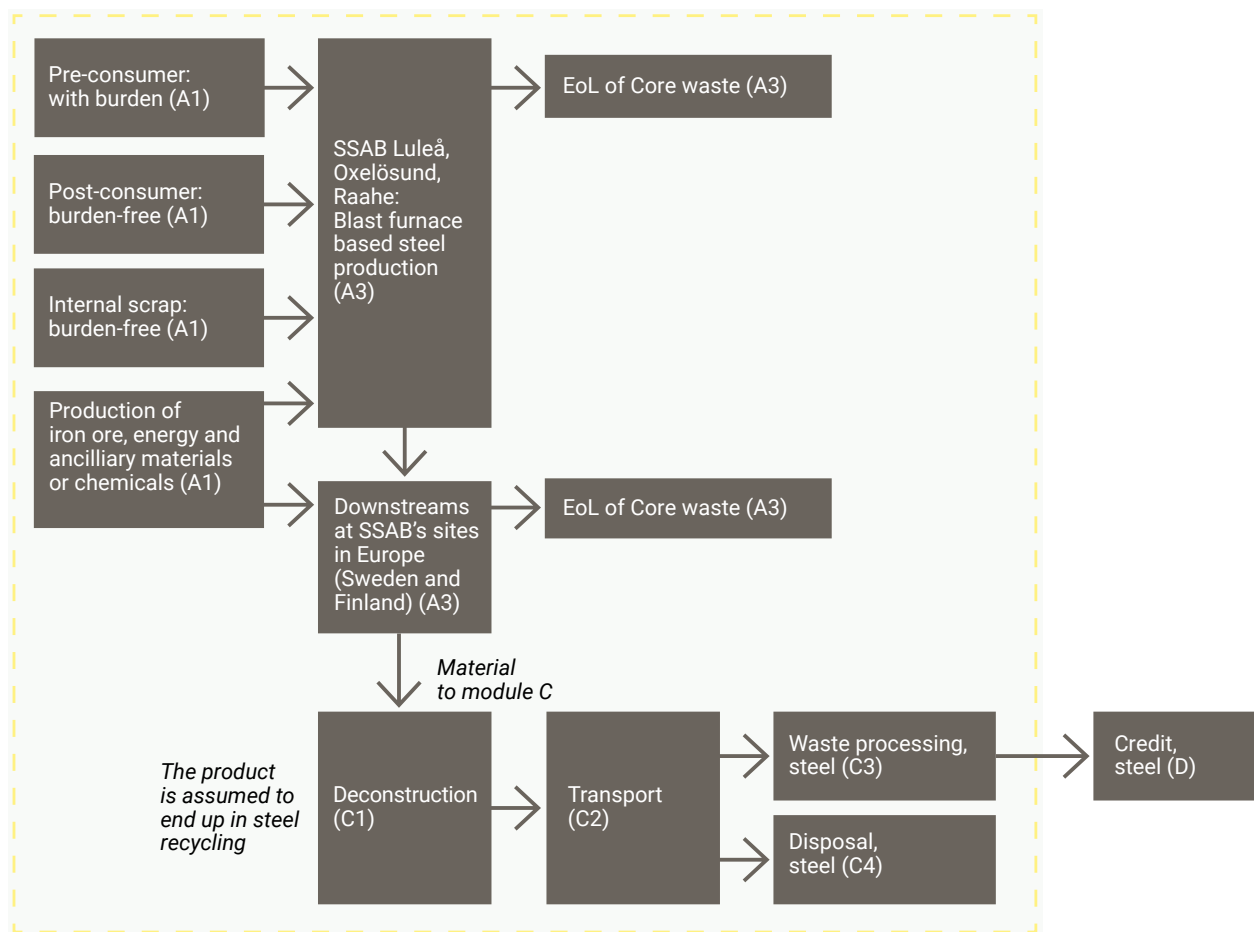 Pre-consumer:
with burden (A1)
Post-consumer:
burden-free (A1)
Internal scrap:
burden-free (A1)
Production of
iron ore, energy and
ancilliary materials
or chemicals (A1)
SSAB Luleå,
Oxelösund,
Raahe:
Blast furnace
based steel
production
(A3)
EoL of Core waste (A3)
Downstreams
at SSAB's sites
in Europe
(Sweden and
Finland) (A3)
EoL of Core waste (A3)
Material
to module C
The product
is assumed to
end up in steel
recycling
Deconstruction
(C1)
Transport
(C2)
Waste processing,
steel (C3)
Disposal,
steel (C4)
Credit,
steel (D)